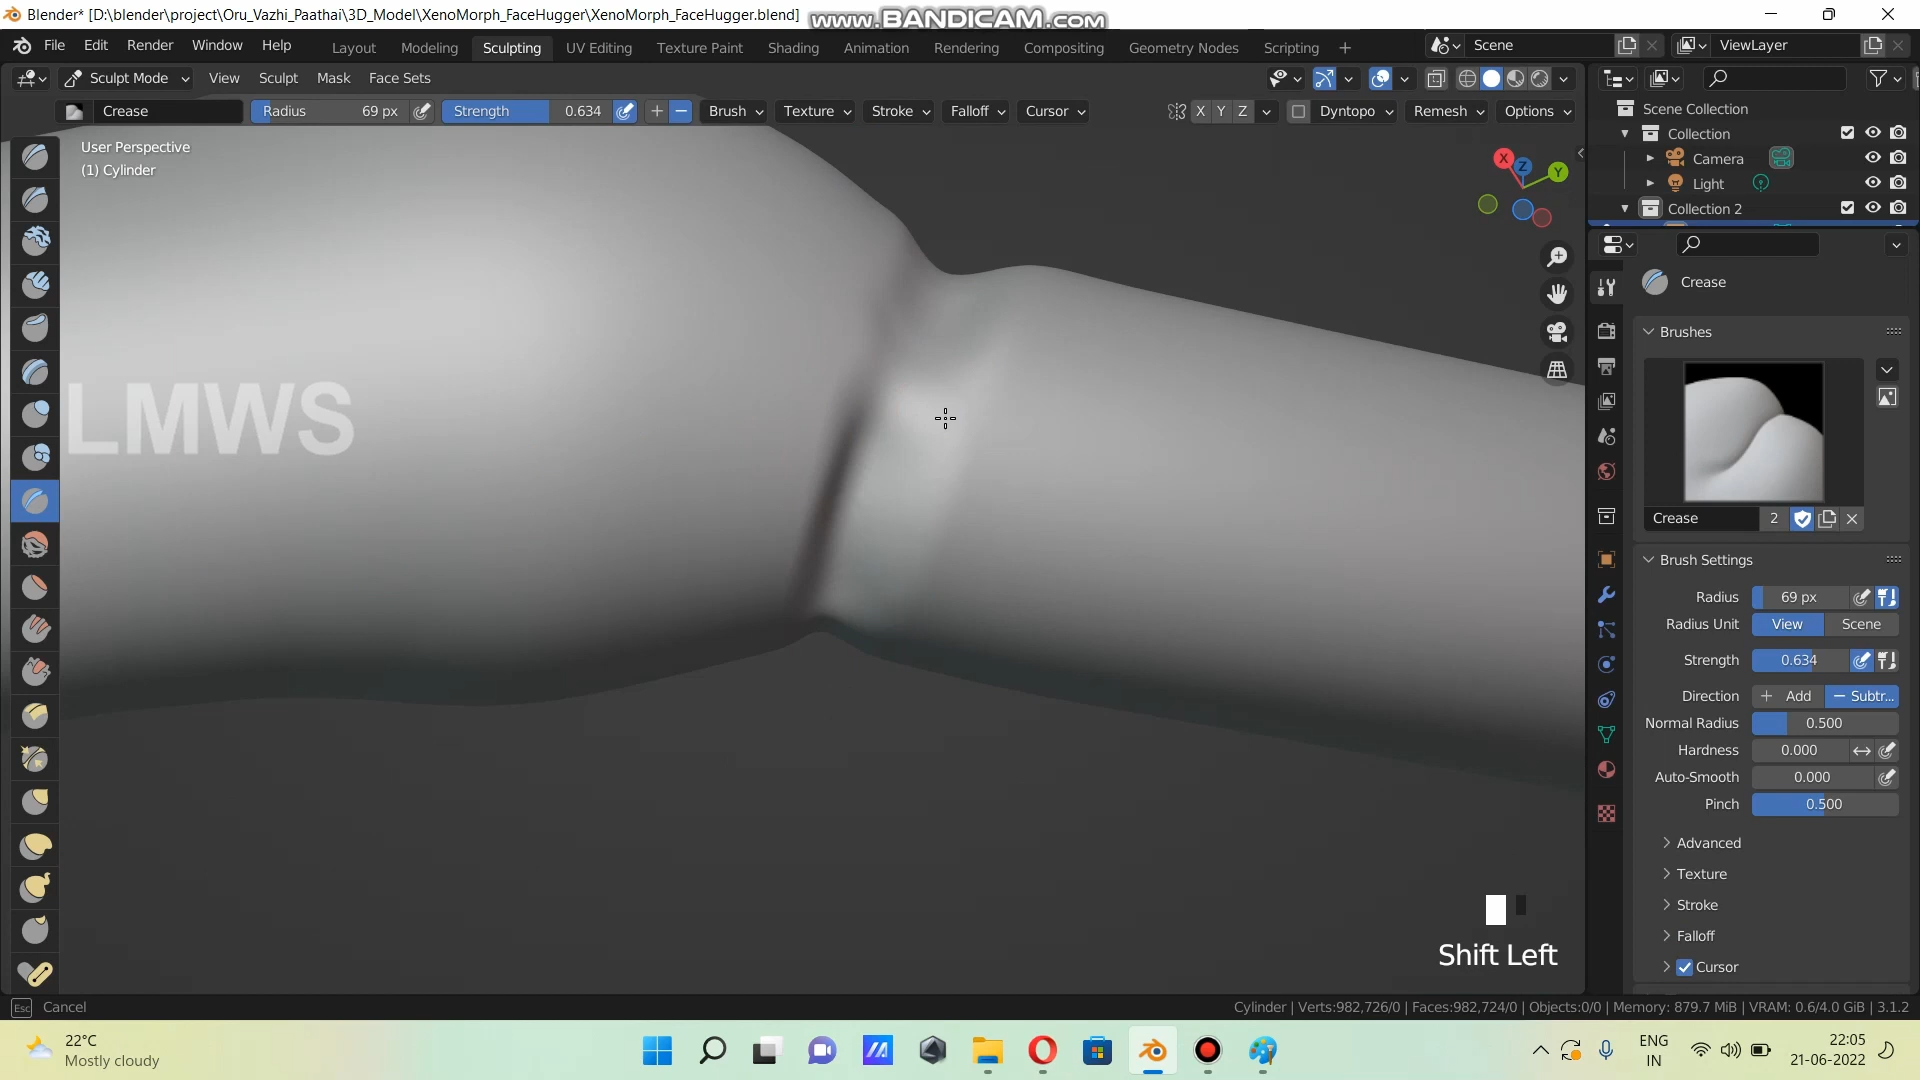 Blender* [D:\blender\project\Oru_Vazhi_Paathai\3D_Model\XenoMorph_FaceHugger\XenoMorph_FaceHugger.blend]
www.BANDICAM.com
File Edit Render Window Help
Layout Modeling Sculpting UV Editing Texture Paint Shading Animation Rendering Compositing Geometry Nodes Scripting +
Scene
ViewLayer
Sculpt Mode View Sculpt Mask Face Sets
Crease Radius 69 px Strength 0.634 Brush Texture Stroke Falloff Cursor X Y Z Dyntopo Remesh Options
User Perspective
(1) Cylinder
X Z Y
LMWS
Scene Collection
Collection
Camera
Light
Collection 2
Crease
Brushes
Crease 2
Brush Settings
Radius 69 px
Radius Unit View Scene
Strength 0.634
Direction + Add − Subtr...
Normal Radius 0.500
Hardness 0.000
Auto-Smooth 0.000
Pinch 0.500
Advanced
Texture
Stroke
Falloff
Cursor
Shift Left
Esc Cancel
Cylinder | Verts:982,726/0 | Faces:982,724/0 | Objects:0/0 | Memory: 879.7 MiB | VRAM: 0.6/4.0 GiB | 3.1.2
22°C
Mostly cloudy
ENG
IN
22:05
21-06-2022